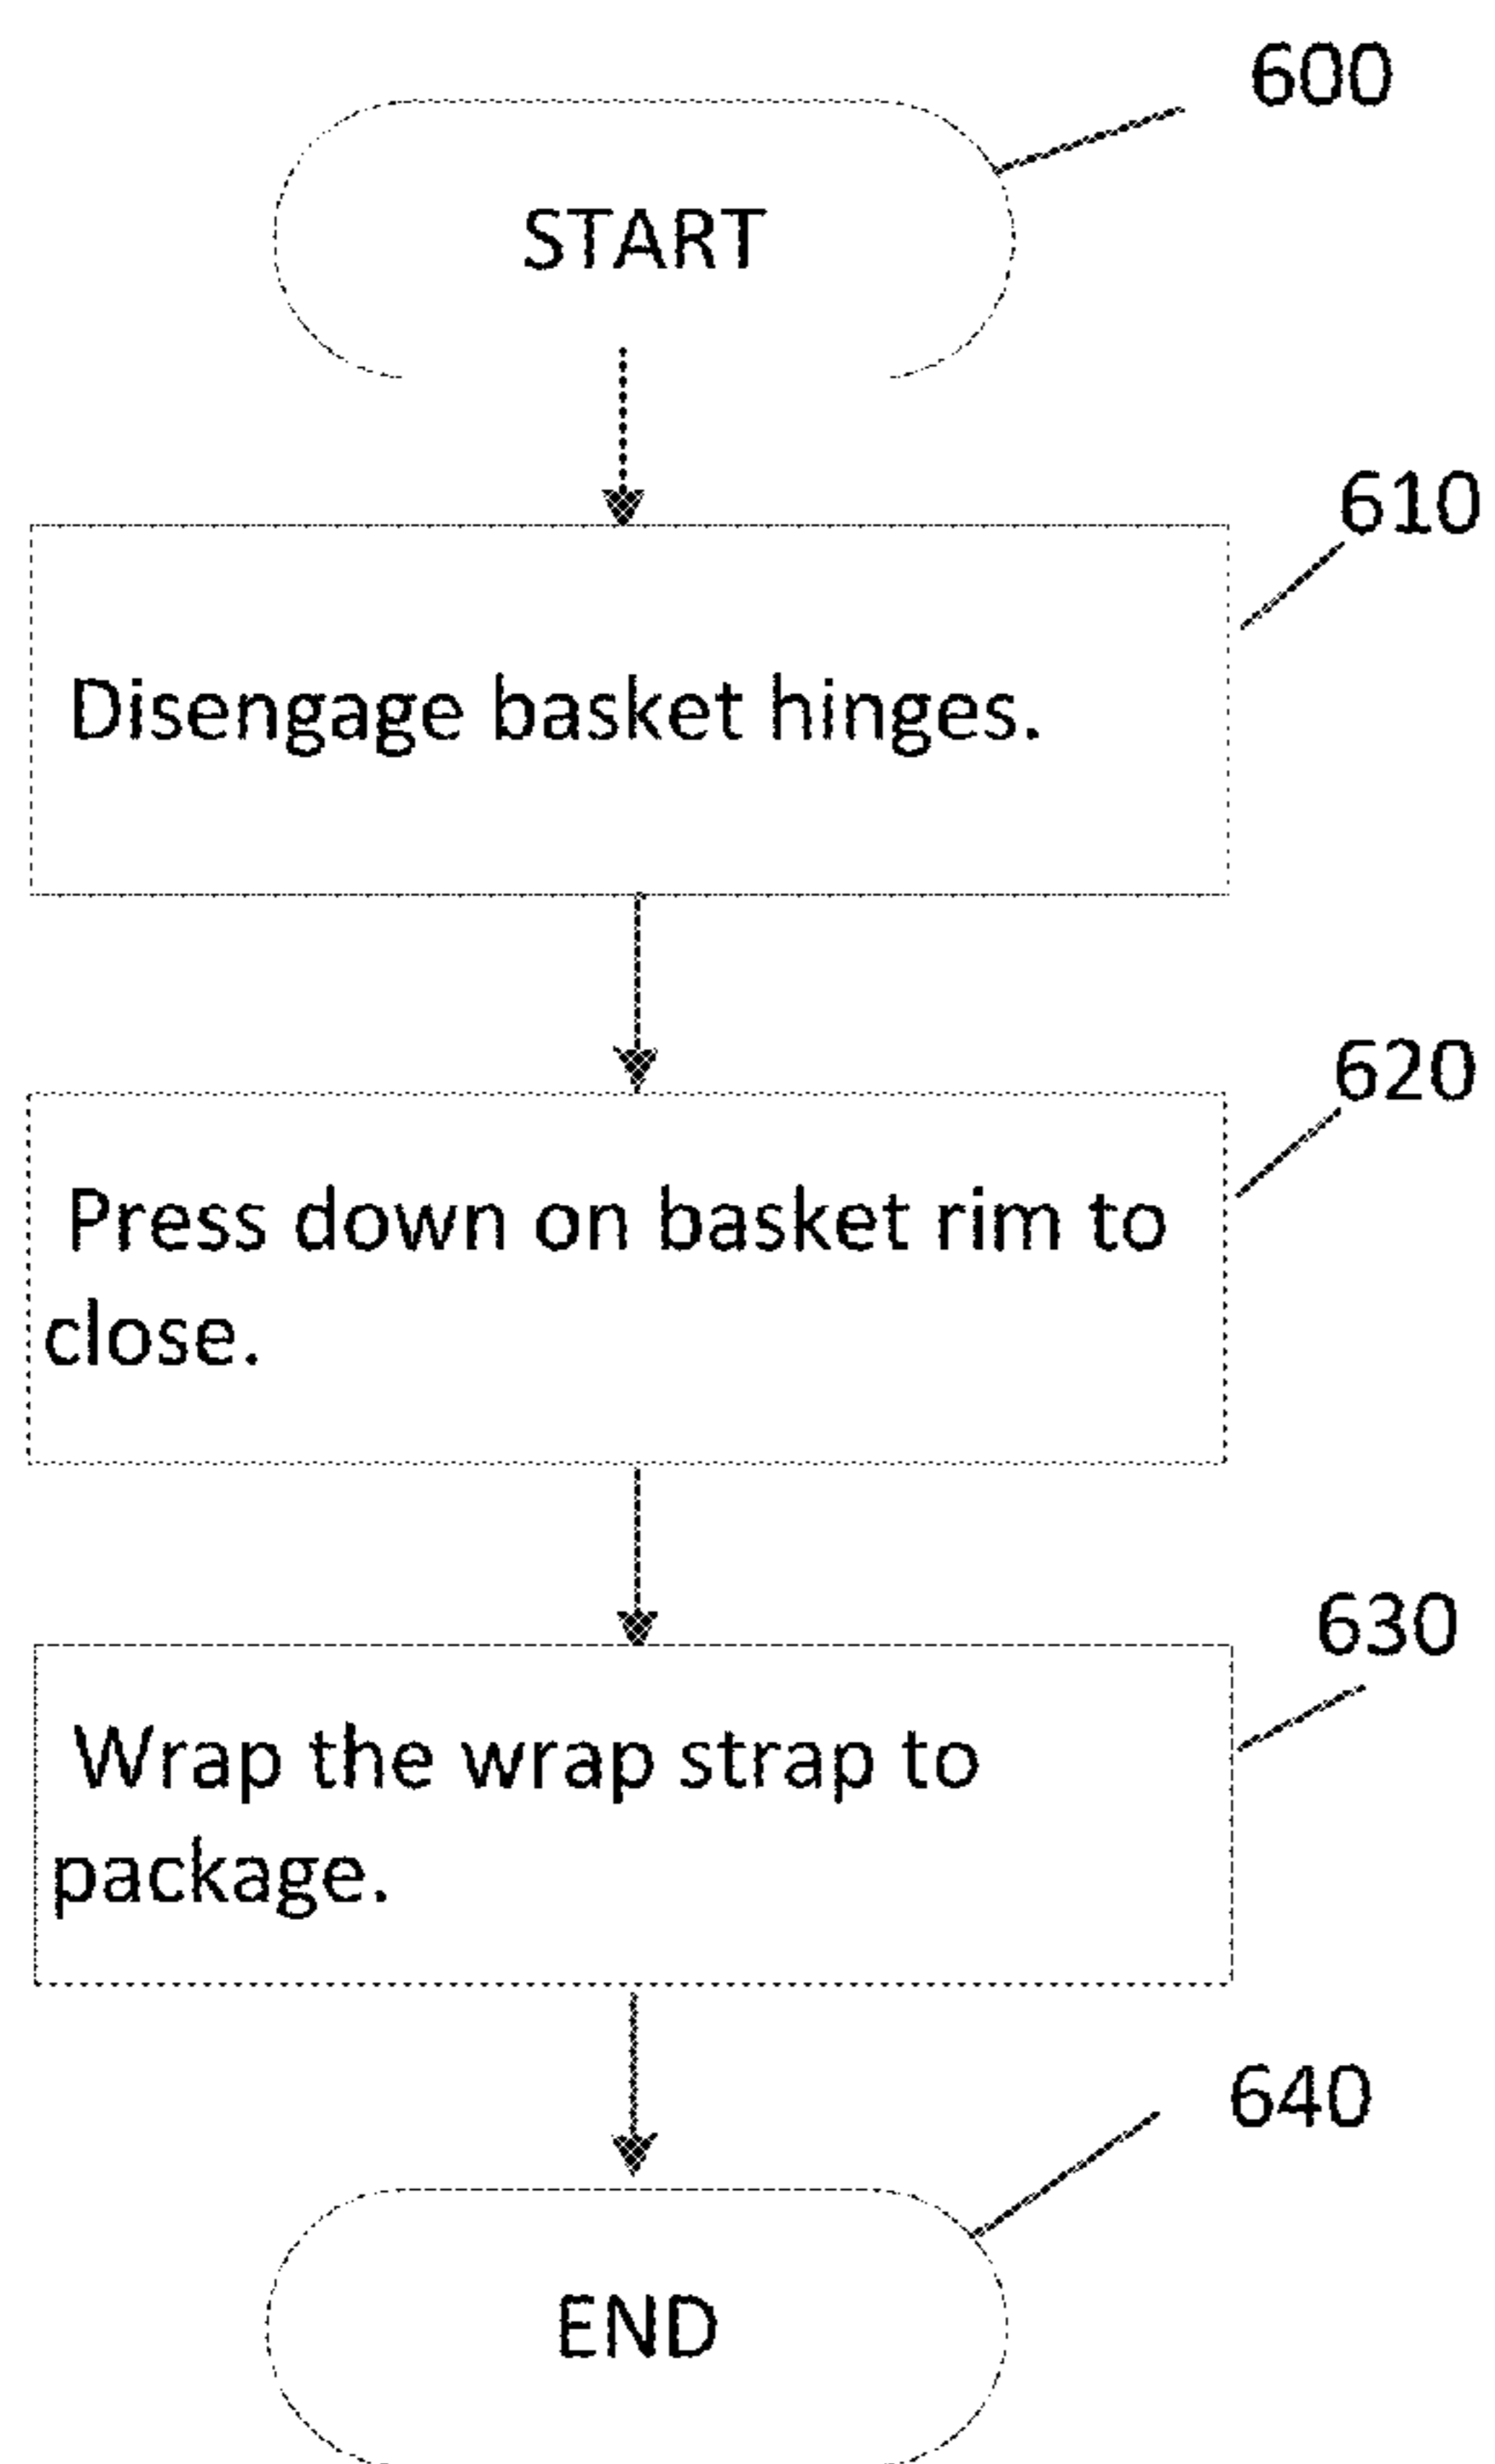 600
START
610
Disengage basket hinges.
620
Press down on basket rim to
close.
630
Wrap the wrap strap to
package.
640
END